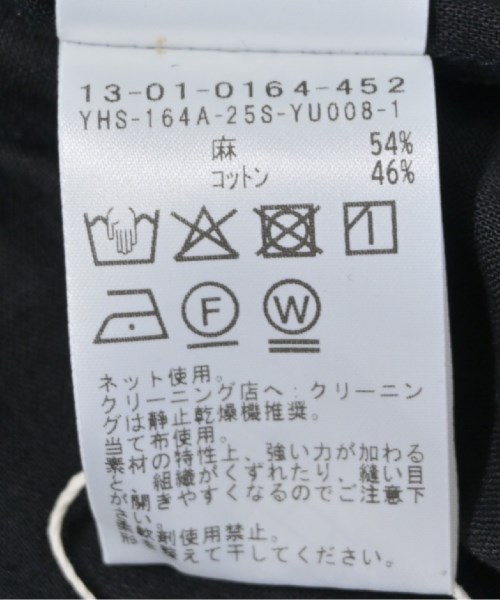 13-01-0164-452
YHS-164A-25S-YU008-1
麻 54%
コットン 46%
F W
ネット使用。
クリーニング店へ:クリーニン
グは静止乾燥機推奨。
当て布使用。
素材の特性上、強い力が加わる
と、組織がくずれたり、縫い目
が開きやすくなるのでご注意下
さい。
柔軟剤使用禁止。
形を整えて干してください。